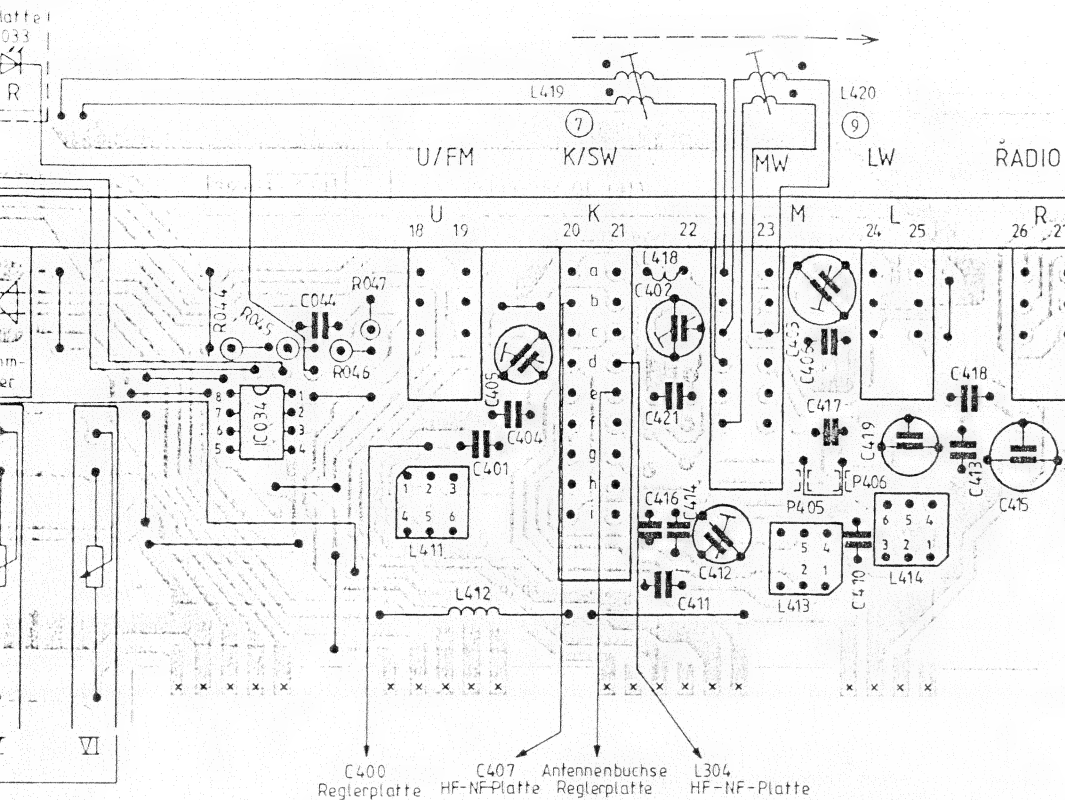 latte
033
R
L419
L420
7
9
U/FM
K/SW
MW
LW
RADIO
U
K
M
L
R
18
19
20
21
22
23
24
25
26
R047
R044
R045
C044
R046
a
b
c
d
e
f
g
h
i
L418
C402
C405
C404
C401
C421
C417
C418
C419
C413
C415
P406
P405
C416
C414
C412
C411
C410
L411
L412
L413
L414
IC034
8
7
6
5
1
2
3
4
1 2 3
4 5 6
5 4
2 1
6 5 4
3 2 1
er
VI
x x x x x
x x x x x
x x x x x x
x x x x
C400
Reglerplatte
C407
HF-NF-Platte
Antennenbuchse
Reglerplatte
L304
HF-NF-Platte